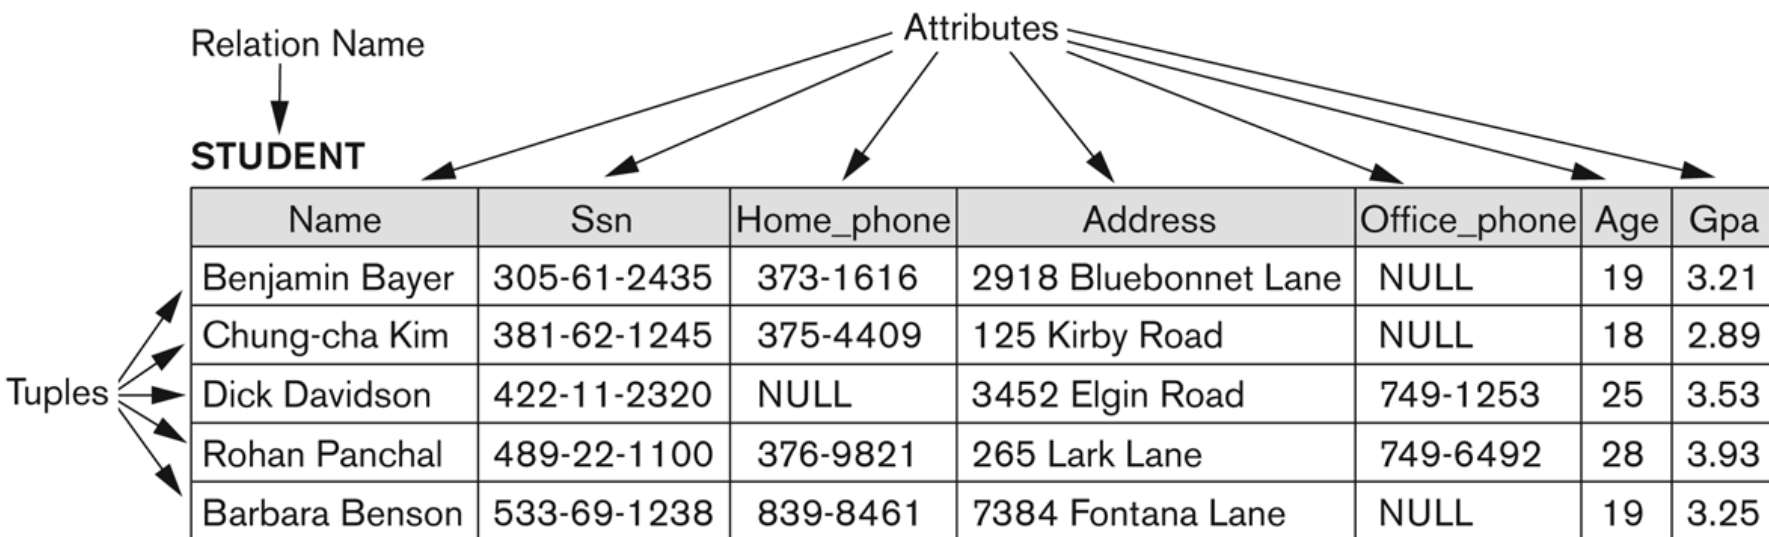 Attributes
Relation Name
STUDENT
Name Ssn Home_phone Address Office_phone Age Gpa
Benjamin Bayer 305-61-2435 373-1616 2918 Bluebonnet Lane NULL 19 3.21
Chung-cha Kim 381-62-1245 375-4409 125 Kirby Road NULL 18 2.89
Tuples
Dick Davidson 422-11-2320 NULL 3452 Elgin Road 749-1253 25 3.53
Rohan Panchal 489-22-1100 376-9821 265 Lark Lane 749-6492 28 3.93
Barbara Benson 533-69-1238 839-8461 7384 Fontana Lane NULL 19 3.25